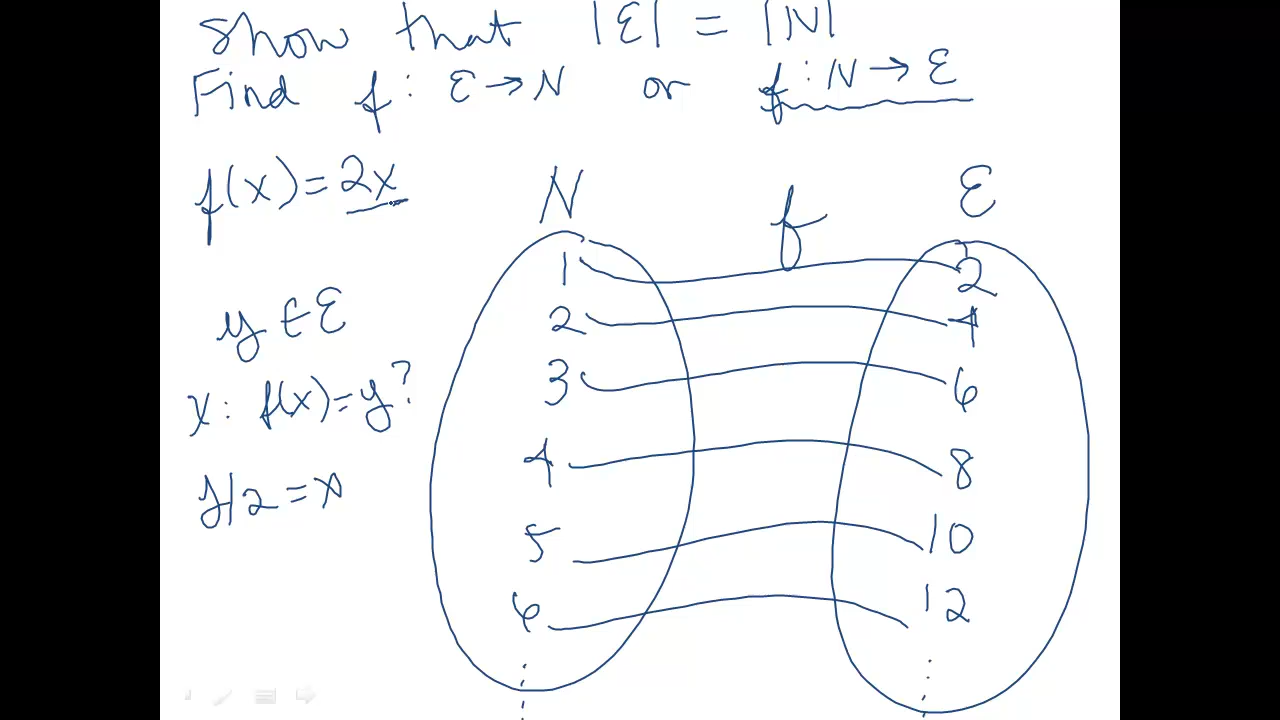 Show that |E| = |N|
Find f : E → N or f : N → E
f(x) = 2x
N f E
1 2
2 4
3 6
4 8
5 10
6 12
y ∈ E
x : f(x) = y?
y/2 = x